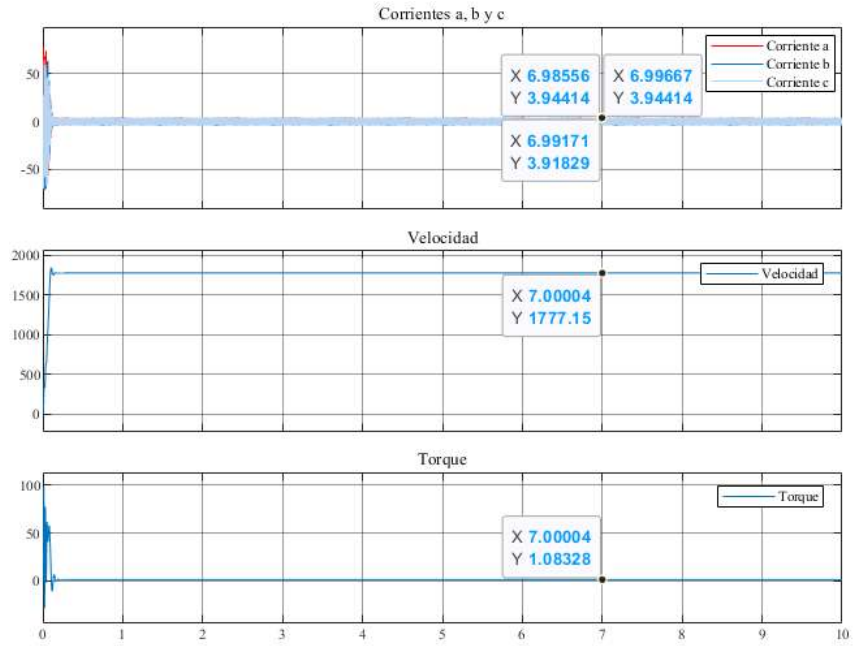 Corrientes a, b y c
Corriente a
Corriente b
Corriente c
X 6.98556
Y 3.94414
X 6.99667
Y 3.94414
X 6.99171
Y 3.91829
50
0
-50
Velocidad
Velocidad
X 7.00004
Y 1777.15
2000
1500
1000
500
0
Torque
Torque
X 7.00004
Y 1.08328
100
50
0
0 1 2 3 4 5 6 7 8 9 10